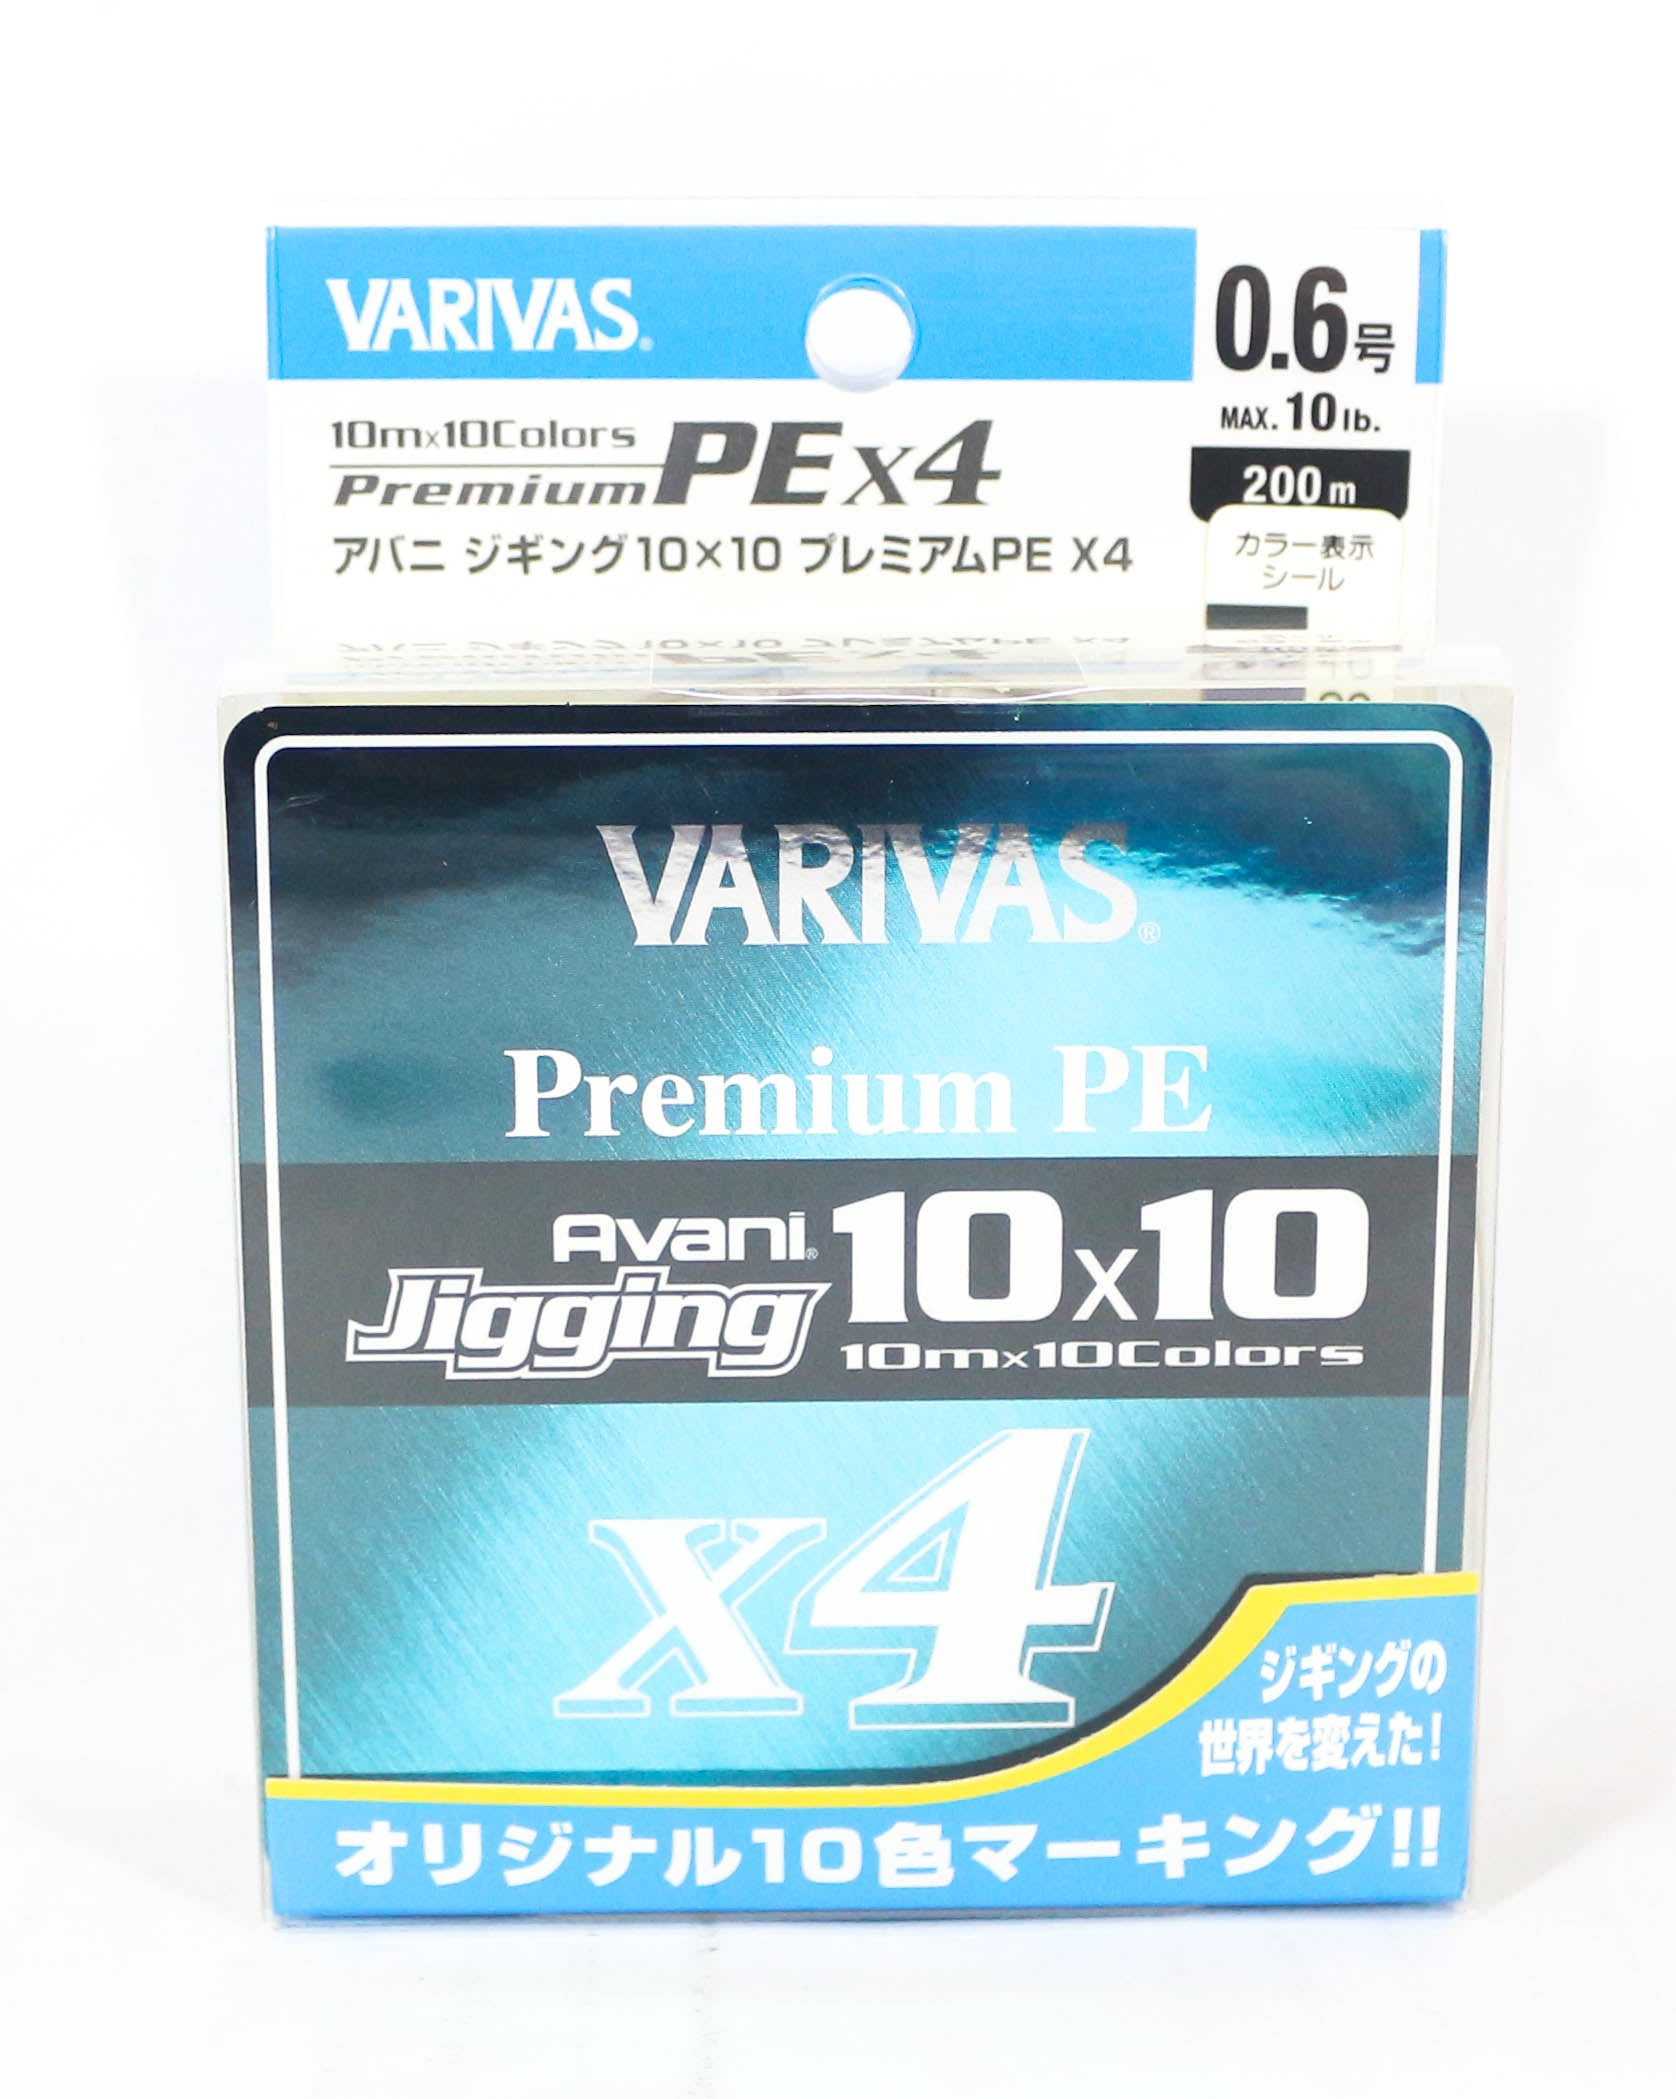 VARIVAS®
0.6号
MAX. 10 lb.
200m
カラー表示
シール
10m×10Colors
Premium PE X4
アバニ ジギング10×10 プレミアムPE X4
VARIVAS®
Premium PE
Avani®
Jigging 10x10
10m×10Colors
X4
ジギングの
世界を変えた!
オリジナル10色マーキング!!